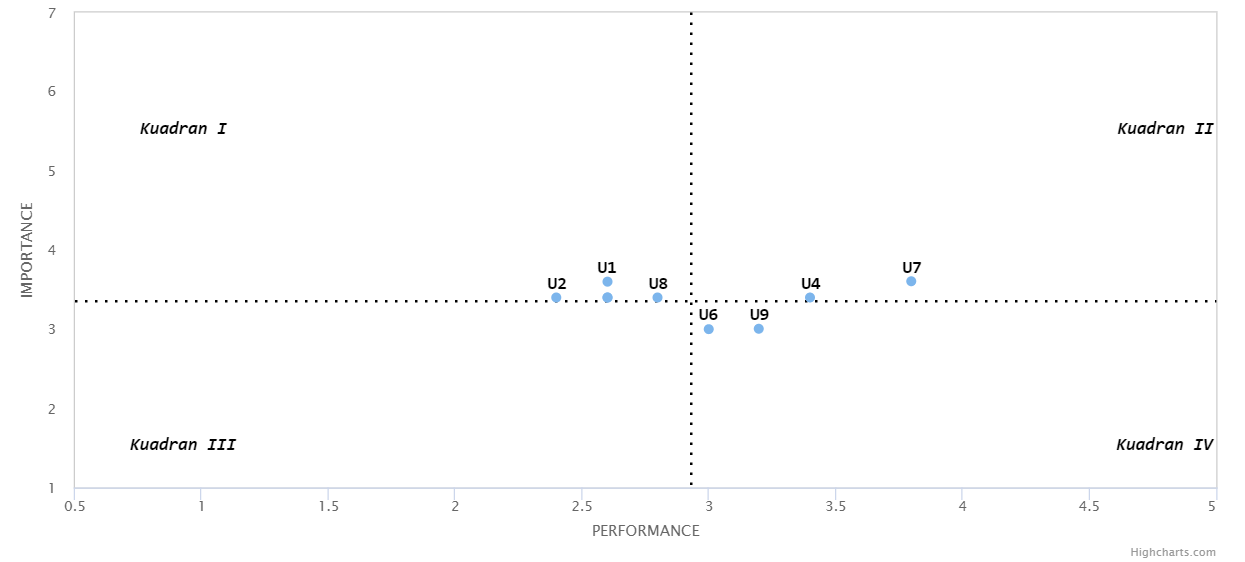 7
6
Kuadran I
Kuadran II
5
IMPORTANCE
4
U7
U1
U2
U8
U4
U6
U9
3
2
Kuadran III
Kuadran IV
1
0.5
1
1.5
2
2.5
3
3.5
4
4.5
5
PERFORMANCE
Highcharts.com